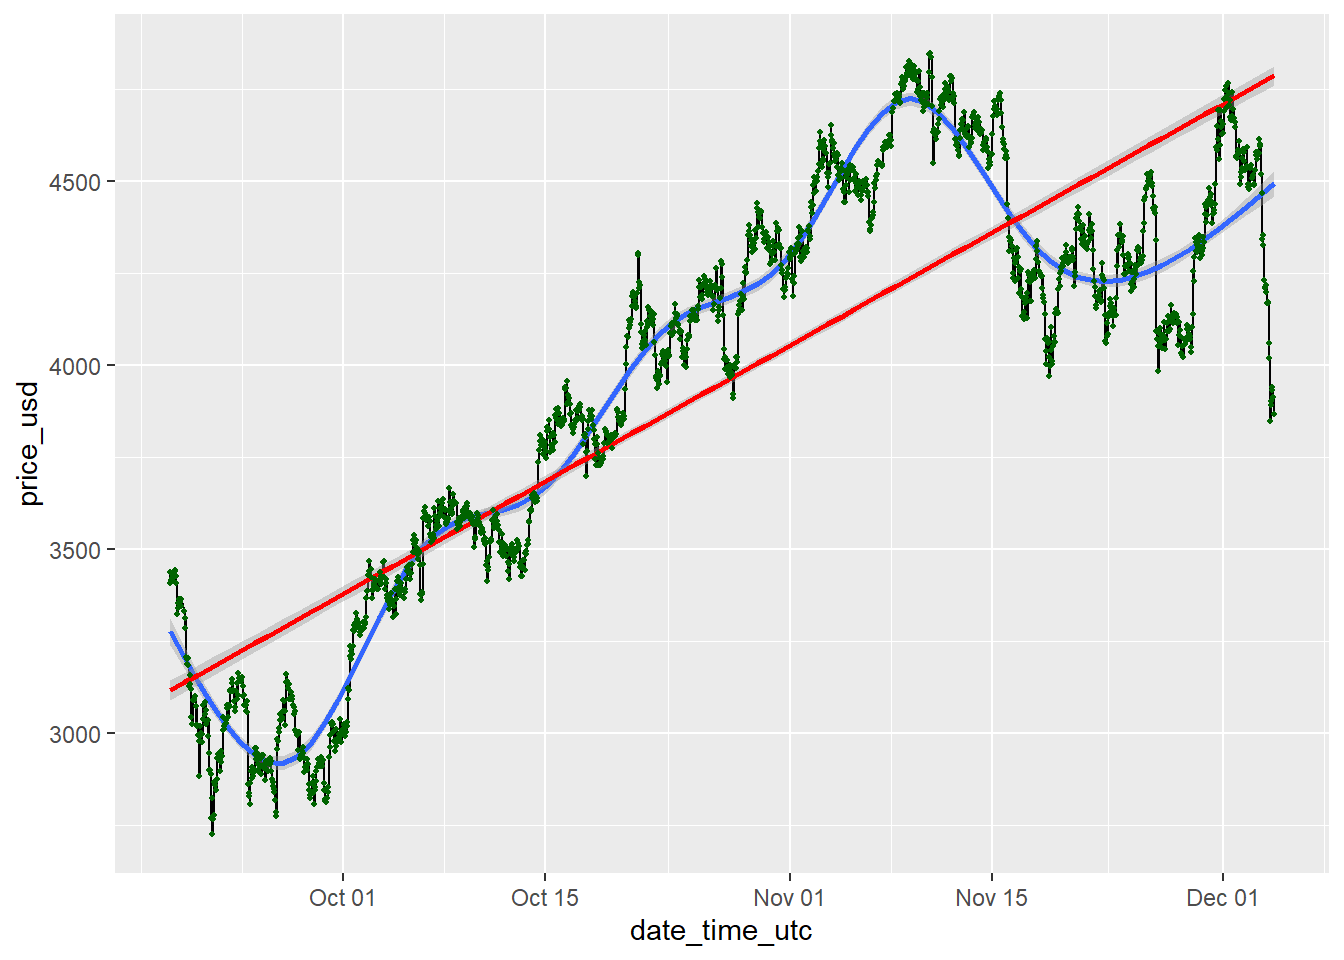 price_usd
4500
4000
3500
3000
Oct 01
Oct 15
Nov 01
Nov 15
Dec 01
date_time_utc